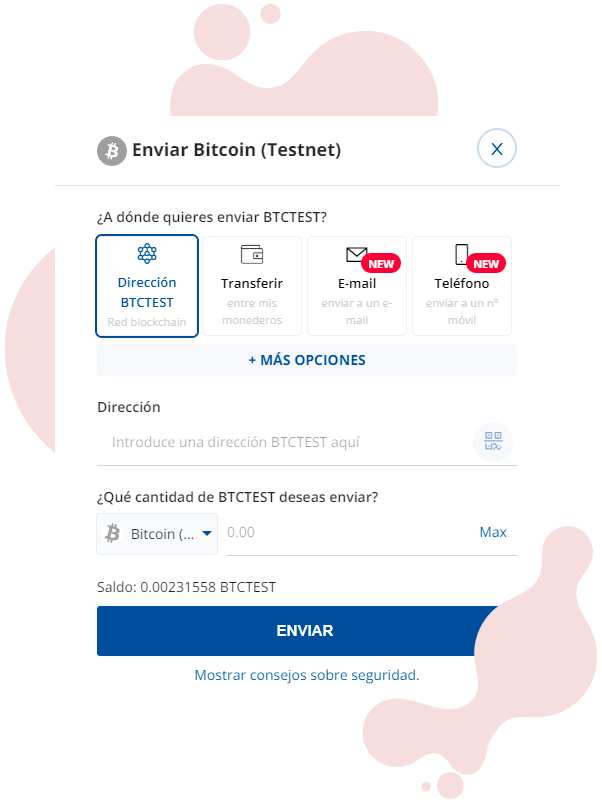 Enviar Bitcoin (Testnet)
¿A dónde quieres enviar BTCTEST?
Dirección
BTCTEST
Red blockchain
Transferir
entre mis
monederos
NEW
E-mail
enviar a un e-
mail
NEW
Teléfono
enviar a un nº
móvil
+ MÁS OPCIONES
Dirección
Introduce una dirección BTCTEST aquí
¿Qué cantidad de BTCTEST deseas enviar?
Bitcoin (... 0.00 Max
Saldo: 0.00231558 BTCTEST
ENVIAR
Mostrar consejos sobre seguridad.